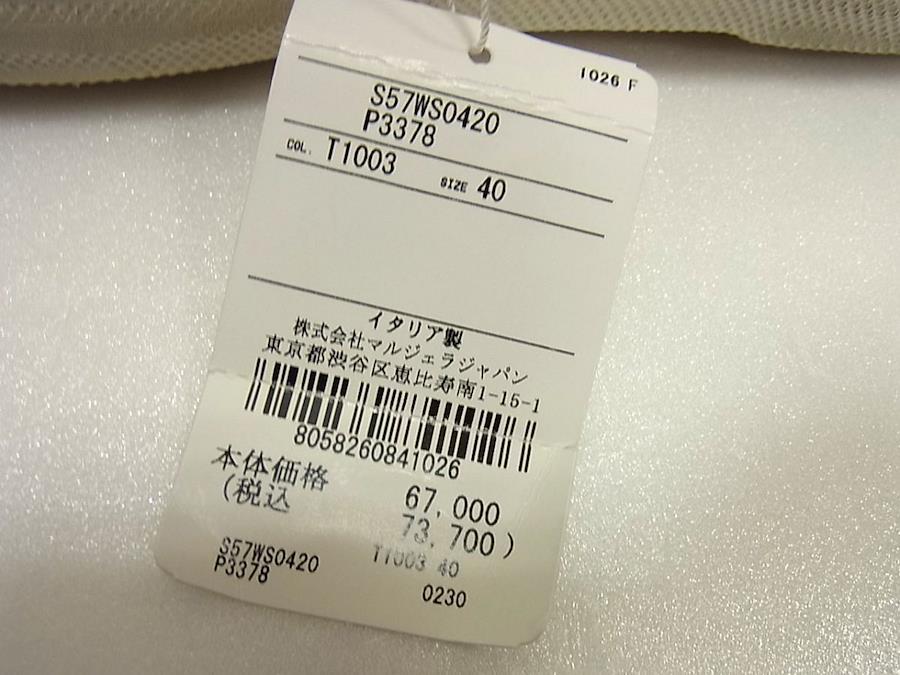 1026 F
S57WS0420
P3378
COL. T1003 SIZE 40
イタリア製
株式会社マルジェラジャパン
東京都渋谷区恵比寿南1-15-1
8058260841026
本体価格 67,000
(税込 73,700)
S57WS0420 T1003 40
P3378 0230